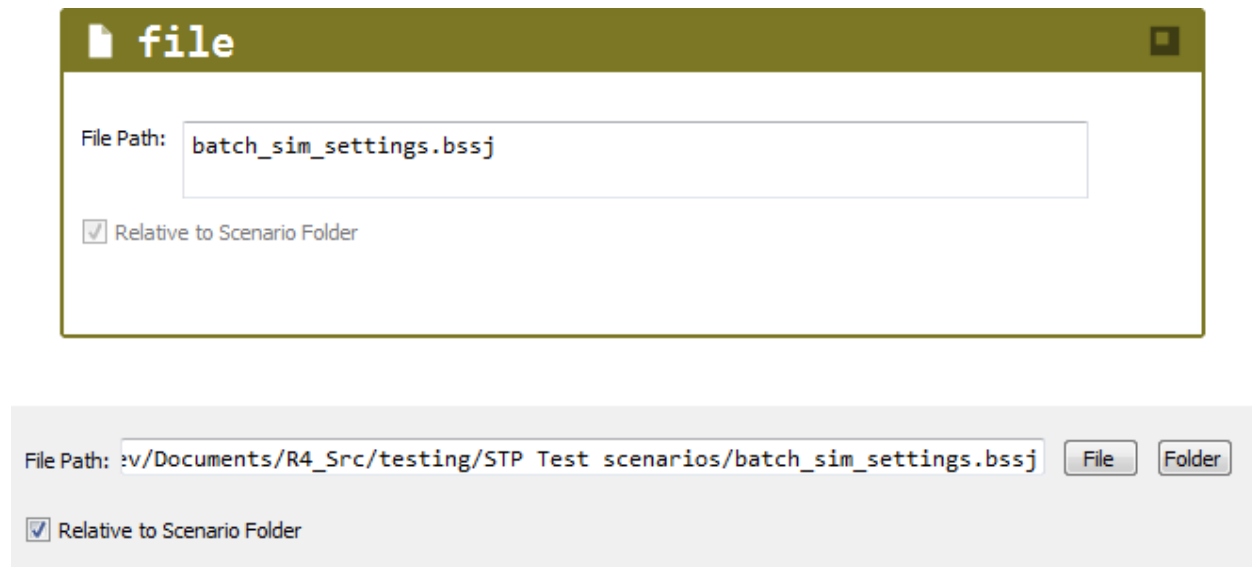 file
File Path: batch_sim_settings.bssj
Relative to Scenario Folder
File Path: v/Documents/R4_Src/testing/STP Test scenarios/batch_sim_settings.bssj File Folder
Relative to Scenario Folder